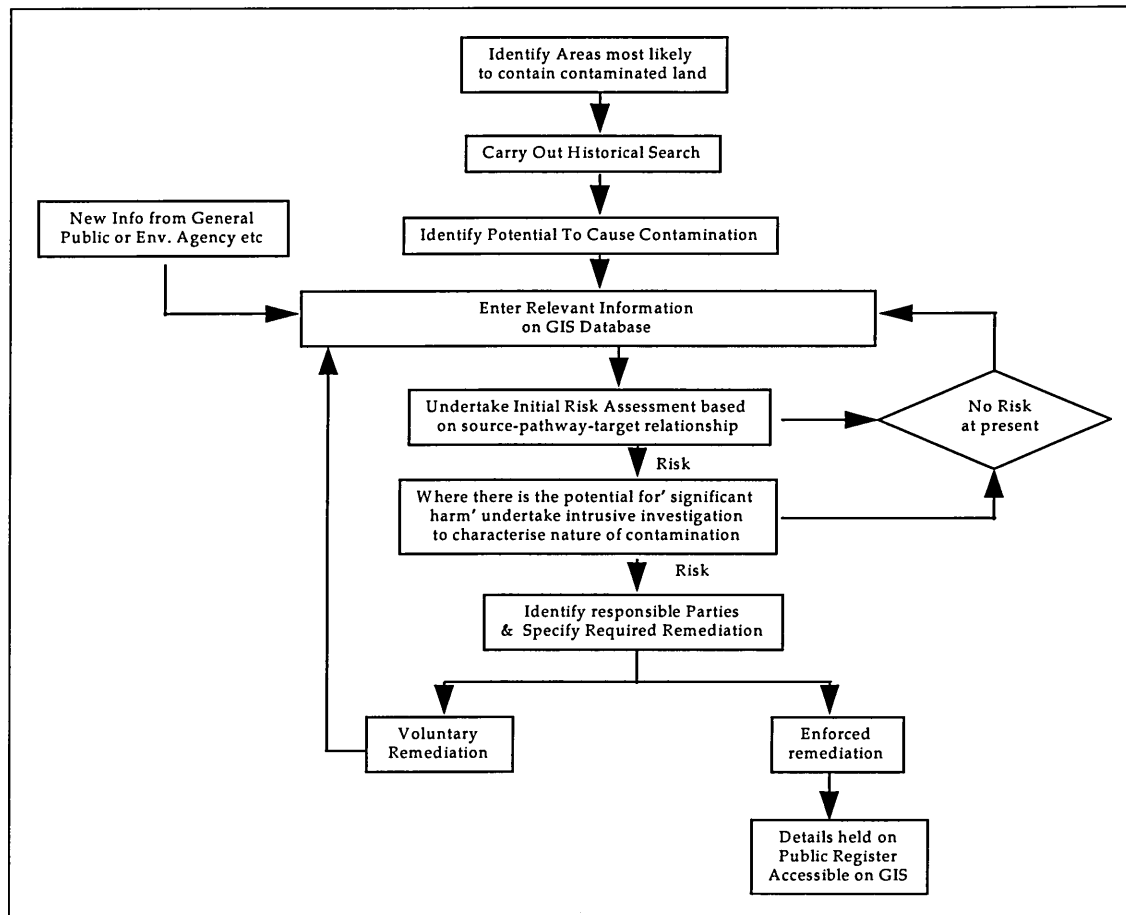 Identify Areas most likely
to contain contaminated land
Carry Out Historical Search
New Info from General
Public or Env. Agency etc
Identify Potential To Cause Contamination
Enter Relevant Information
on GIS Database
Undertake Initial Risk Assessment based
on source-pathway-target relationship
No Risk
at present
Risk
Where there is the potential for' significant
harm' undertake intrusive investigation
to characterise nature of contamination
Risk
Identify responsible Parties
& Specify Required Remediation
Voluntary
Remediation
Enforced
remediation
Details held on
Public Register
Accessible on GIS